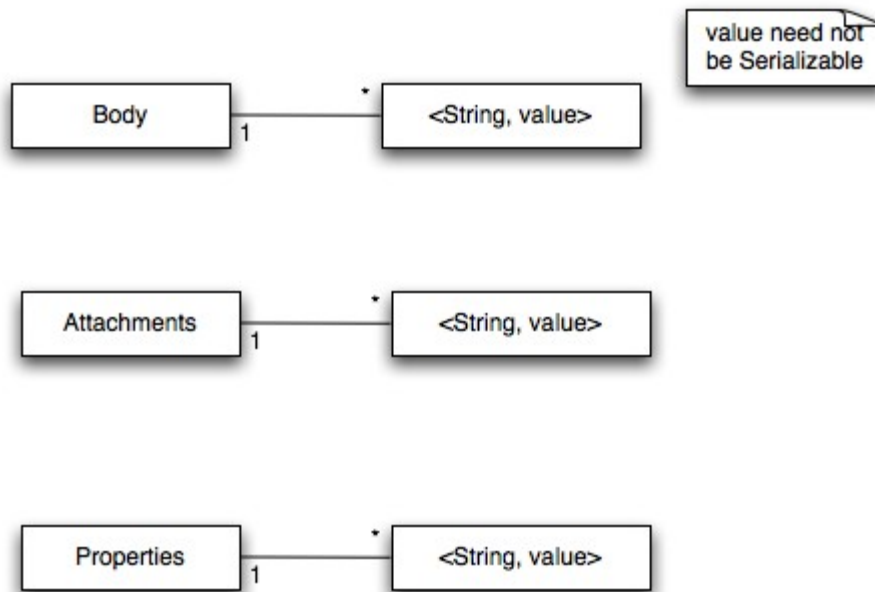 value need not
be Serializable
Body
1
*
<String, value>
Attachments
1
*
<String, value>
Properties
1
*
<String, value>